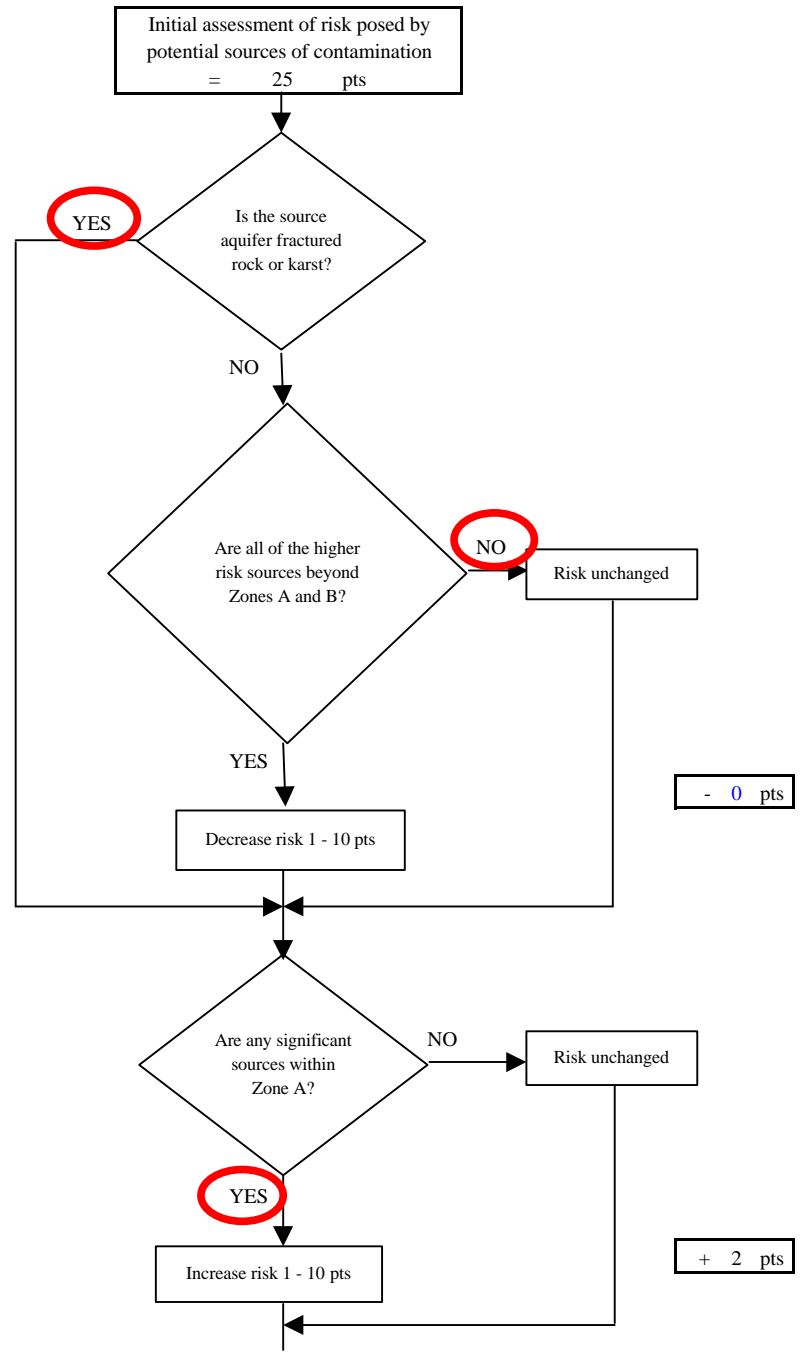 Initial assessment of risk posed by
potential sources of contamination
= 25 pts
YES
Is the source
aquifer fractured
rock or karst?
NO
Are all of the higher
risk sources beyond
Zones A and B?
NO
Risk unchanged
YES
- 0 pts
Decrease risk 1 - 10 pts
Are any significant
sources within
Zone A?
NO
Risk unchanged
YES
+ 2 pts
Increase risk 1 - 10 pts